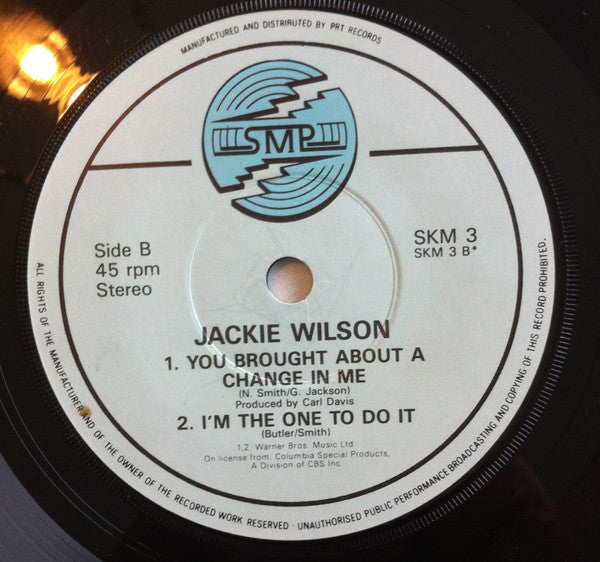 MANUFACTURED AND DISTRIBUTED BY PRT RECORDS
SMP
Side B
45 rpm
Stereo
SKM 3
SKM 3 B*
JACKIE WILSON
1. YOU BROUGHT ABOUT A
CHANGE IN ME
(N. Smith/G. Jackson)
Produced by Carl Davis
2. I'M THE ONE TO DO IT
(Butler/Smith)
1,2. Warner Bros. Music Ltd
On license from: Columbia Special Products,
A Division of CBS Inc
ALL RIGHTS OF THE MANUFACTURER AND OF THE OWNER OF THE RECORDED WORK RESERVED · UNAUTHORISED PUBLIC PERFORMANCE BROADCASTING AND COPYING OF THIS RECORD PROHIBITED.